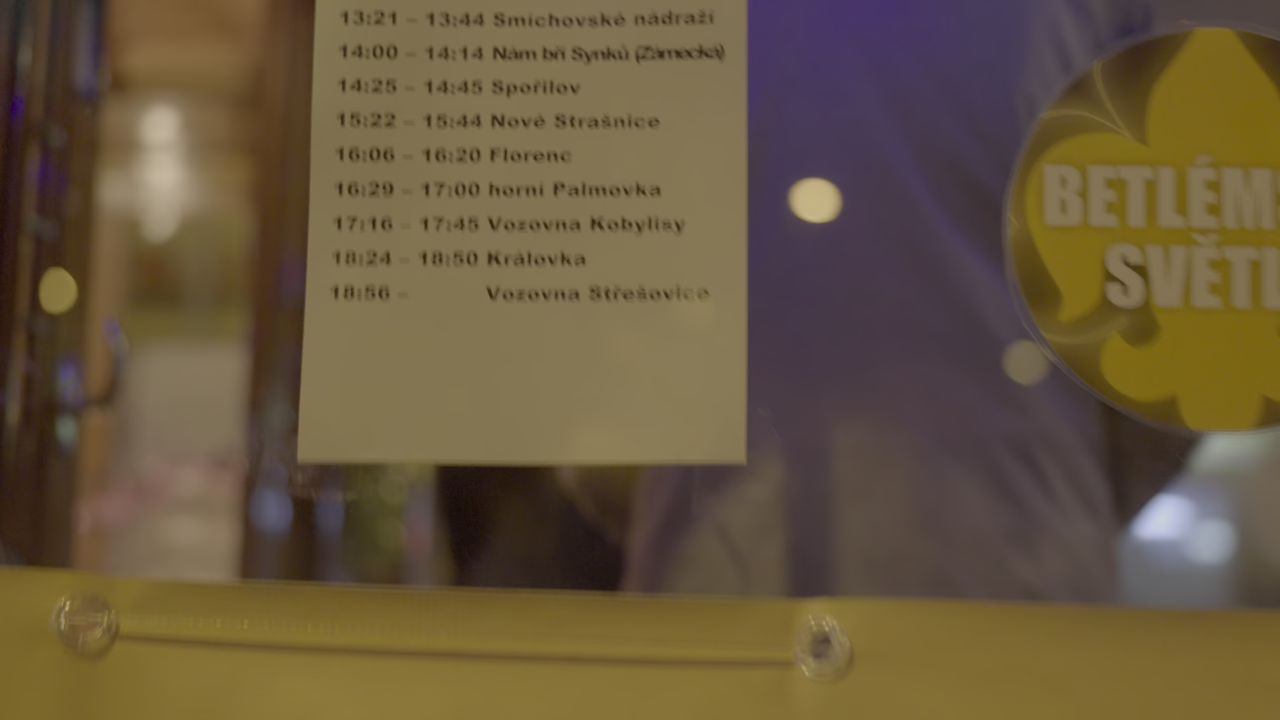 13:21 – 13:44 Smíchovské nádraží
14:00 – 14:14 Nám bří Synků (Zámecká)
14:25 – 14:45 Spořilov
15:22 – 15:44 Nové Strašnice
16:06 – 16:20 Florenc
16:29 – 17:00 horní Palmovka
17:16 – 17:45 Vozovna Kobylisy
18:24 – 18:50 Královka
18:56 – Vozovna Střešovice
BETLÉM
SVĚTL